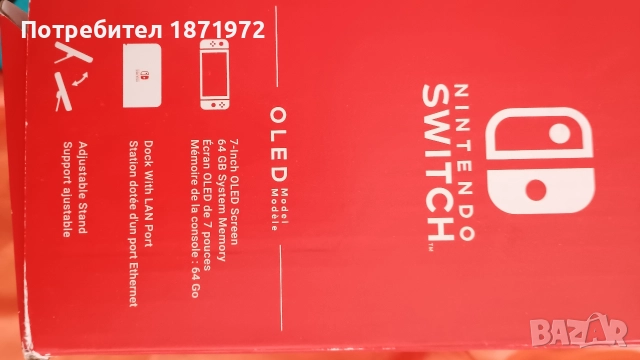 Потребител 1871972
NINTENDO
SWITCH™
OLED Model
Modèle
7-Inch OLED Screen
64 GB System Memory
Écran OLED de 7 pouces
Mémoire de la console : 64 Go
Dock With LAN Port
Station dotée d'un port Ethernet
Adjustable Stand
Support ajustable
BAZAR